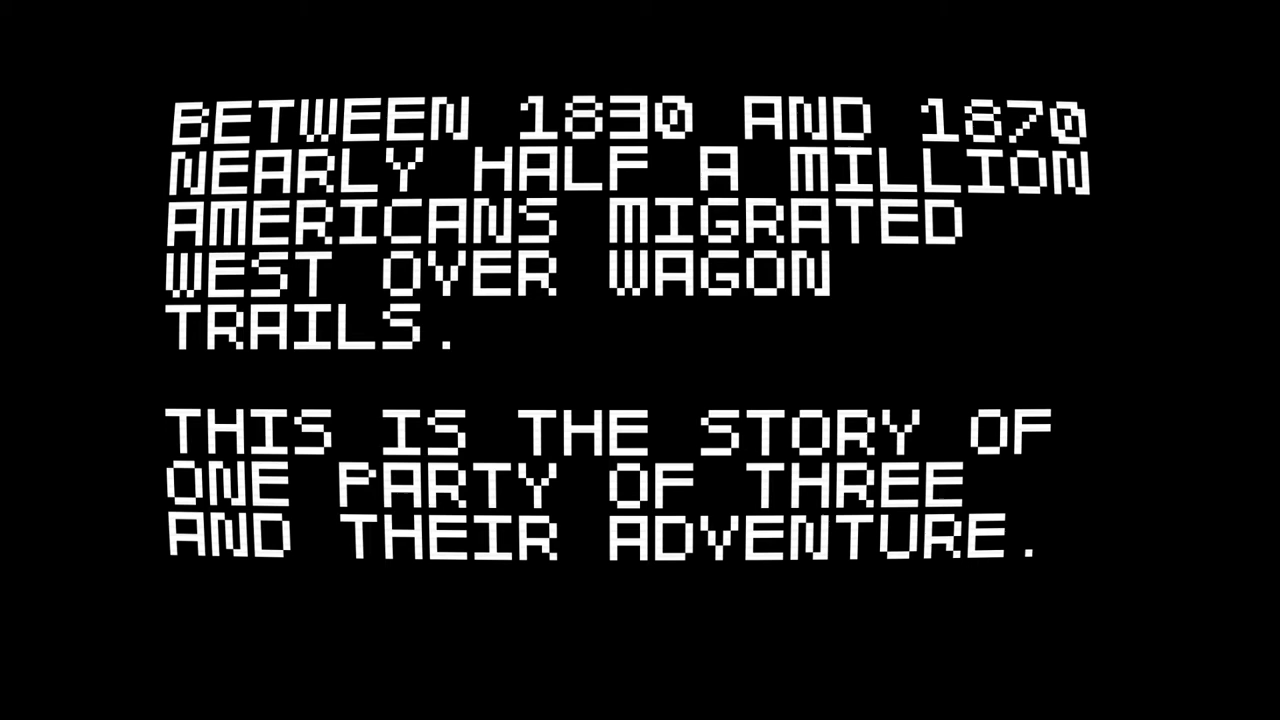 BETWEEN 1830 AND 1870
NEARLY HALF A MILLION
AMERICANS MIGRATED
WEST OVER WAGON
TRAILS.
THIS IS THE STORY OF
ONE PARTY OF THREE
AND THEIR ADVENTURE.